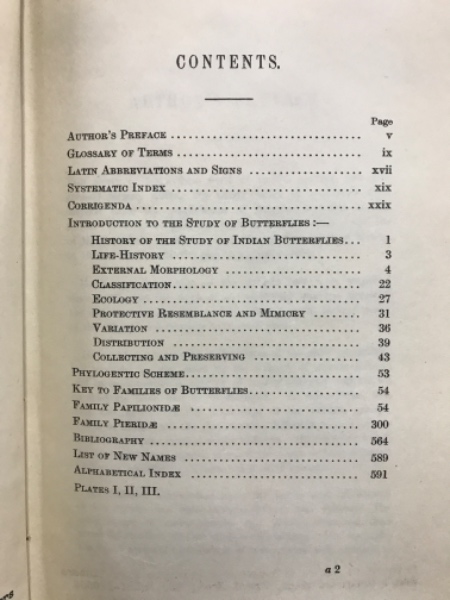 CONTENTS.
Page
AUTHOR'S PREFACE ................................ v
GLOSSARY OF TERMS ............................... ix
LATIN ABBREVIATIONS AND SIGNS .................. xvii
SYSTEMATIC INDEX ................................ xix
CORRIGENDA ...................................... xxix
INTRODUCTION TO THE STUDY OF BUTTERFLIES :—
HISTORY OF THE STUDY OF INDIAN BUTTERFLIES... 1
LIFE-HISTORY .............................. 3
EXTERNAL MORPHOLOGY ....................... 4
CLASSIFICATION............................. 22
ECOLOGY ................................... 27
PROTECTIVE RESEMBLANCE AND MIMICRY ........ 31
VARIATION ................................. 36
DISTRIBUTION .............................. 39
COLLECTING AND PRESERVING ................. 43
PHYLOGENTIC SCHEME.............................. 53
KEY TO FAMILIES OF BUTTERFLIES.................. 54
FAMILY PAPILIONIDÆ ............................. 54
FAMILY PIERIDÆ ................................. 300
BIBLIOGRAPHY ................................... 564
LIST OF NEW NAMES .............................. 589
ALPHABETICAL INDEX ............................. 591
PLATES I, II, III.
a 2